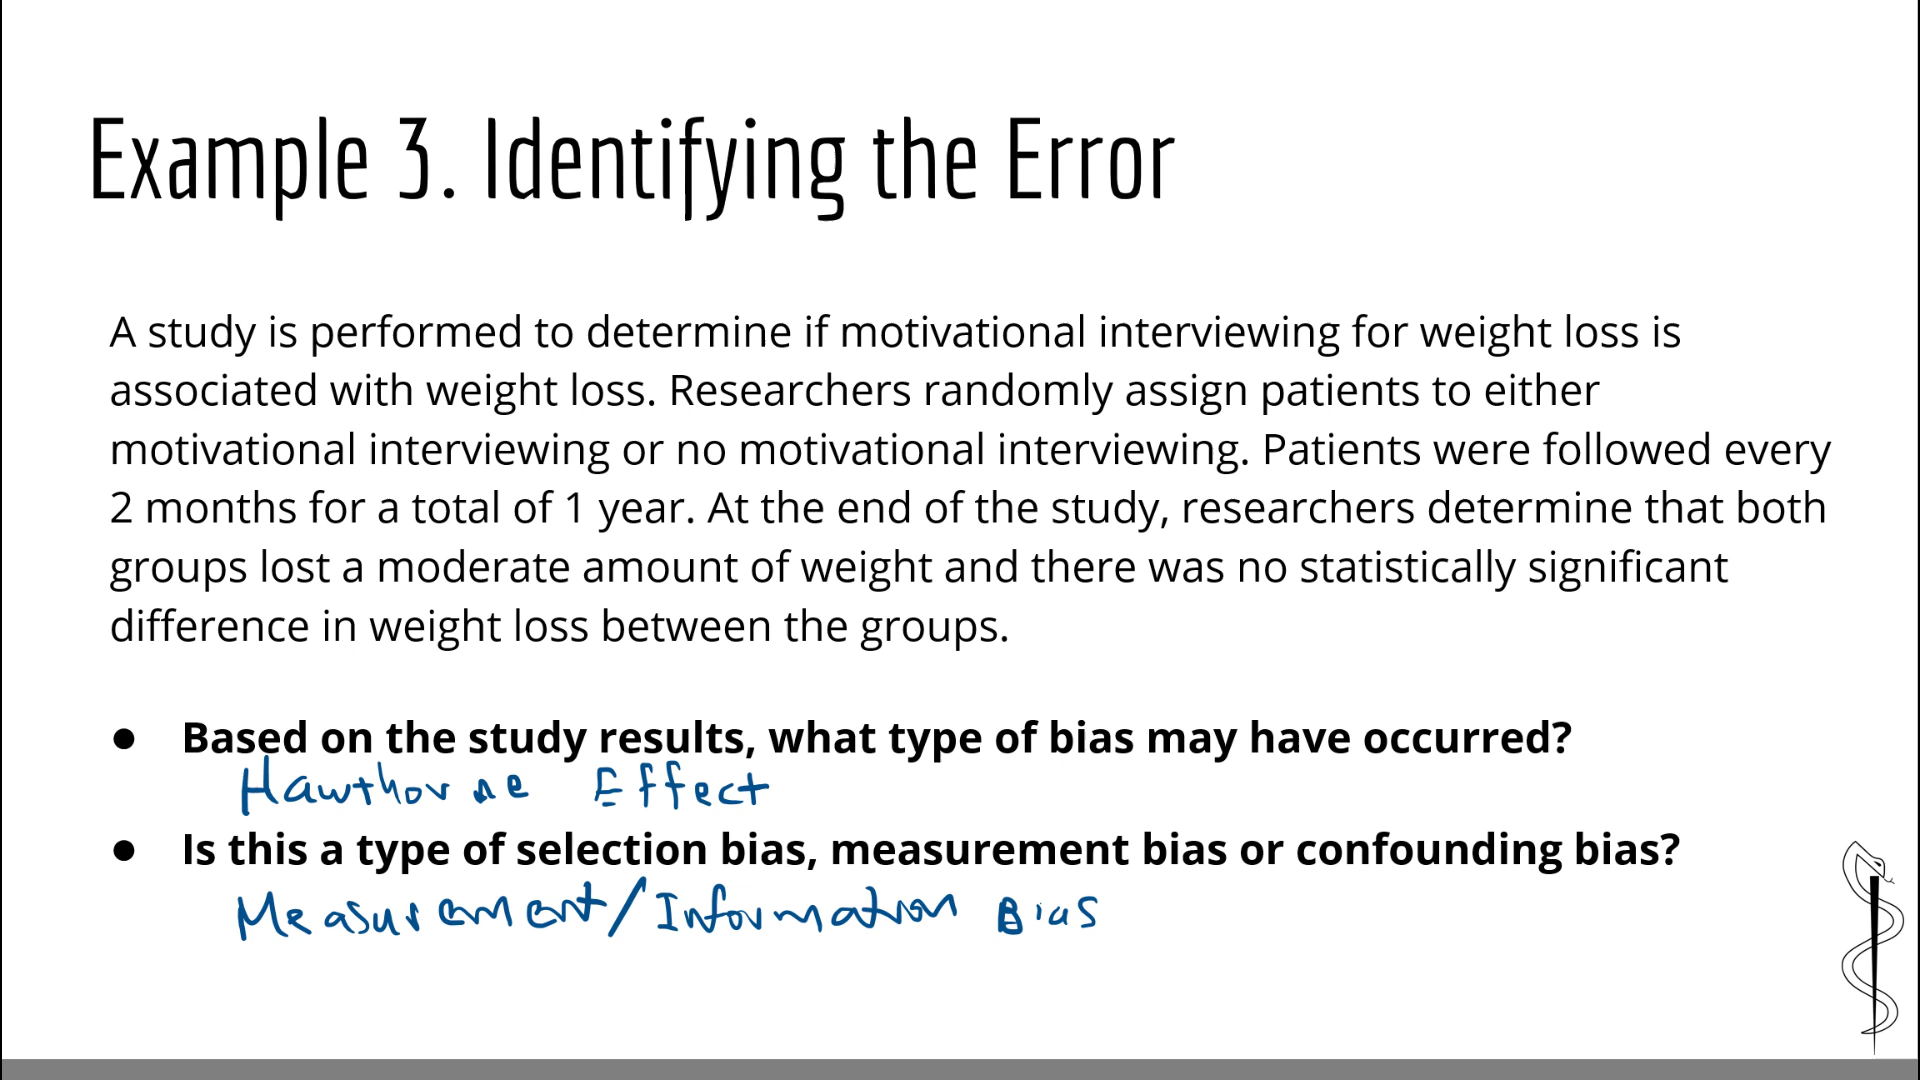 Example 3. Identifying the Error
A study is performed to determine if motivational interviewing for weight loss is
associated with weight loss. Researchers randomly assign patients to either
motivational interviewing or no motivational interviewing. Patients were followed every
2 months for a total of 1 year. At the end of the study, researchers determine that both
groups lost a moderate amount of weight and there was no statistically significant
difference in weight loss between the groups.
● Based on the study results, what type of bias may have occurred?
Hawthorne Effect
● Is this a type of selection bias, measurement bias or confounding bias?
Measurement/Information Bias